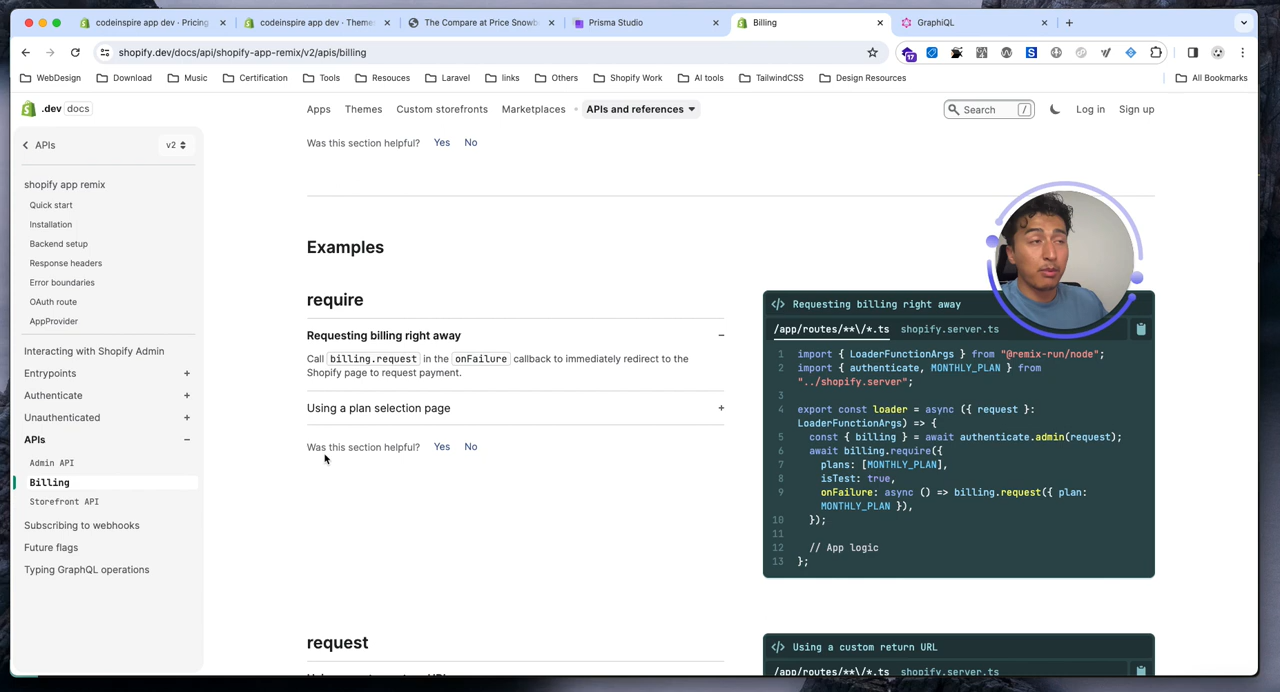 codeinspire app dev · Pricing
codeinspire app dev · Theme
The Compare at Price Snowb
Prisma Studio
Billing
GraphiQL
shopify.dev/docs/api/shopify-app-remix/v2/apis/billing
17
WebDesign
Download
Music
Certification
Tools
Resouces
Laravel
links
Others
Shopify Work
AI tools
TailwindCSS
Design Resources
All Bookmarks
.dev docs
Apps
Themes
Custom storefronts
Marketplaces
APIs and references
Search /
Log in
Sign up
APIs
v2
shopify app remix
Quick start
Installation
Backend setup
Response headers
Error boundaries
OAuth route
AppProvider
Interacting with Shopify Admin
Entrypoints +
Authenticate +
Unauthenticated +
APIs −
Admin API
Billing
Storefront API
Subscribing to webhooks
Future flags
Typing GraphQL operations
Was this section helpful? Yes No
Examples
require
Requesting billing right away −
Call billing.request in the onFailure callback to immediately redirect to the
Shopify page to request payment.
Using a plan selection page +
Was this section helpful? Yes No
</> Requesting billing right away
/app/routes/**\/*.ts shopify.server.ts
1 import { LoaderFunctionArgs } from "@remix-run/node";
2 import { authenticate, MONTHLY_PLAN } from
"../shopify.server";
3
4 export const loader = async ({ request }:
LoaderFunctionArgs) => {
5 const { billing } = await authenticate.admin(request);
6 await billing.require({
7 plans: [MONTHLY_PLAN],
8 isTest: true,
9 onFailure: async () => billing.request({ plan:
MONTHLY_PLAN }),
10 });
11
12 // App logic
13 };
request
</> Using a custom return URL
/app/routes/**\/*.ts shopify.server.ts